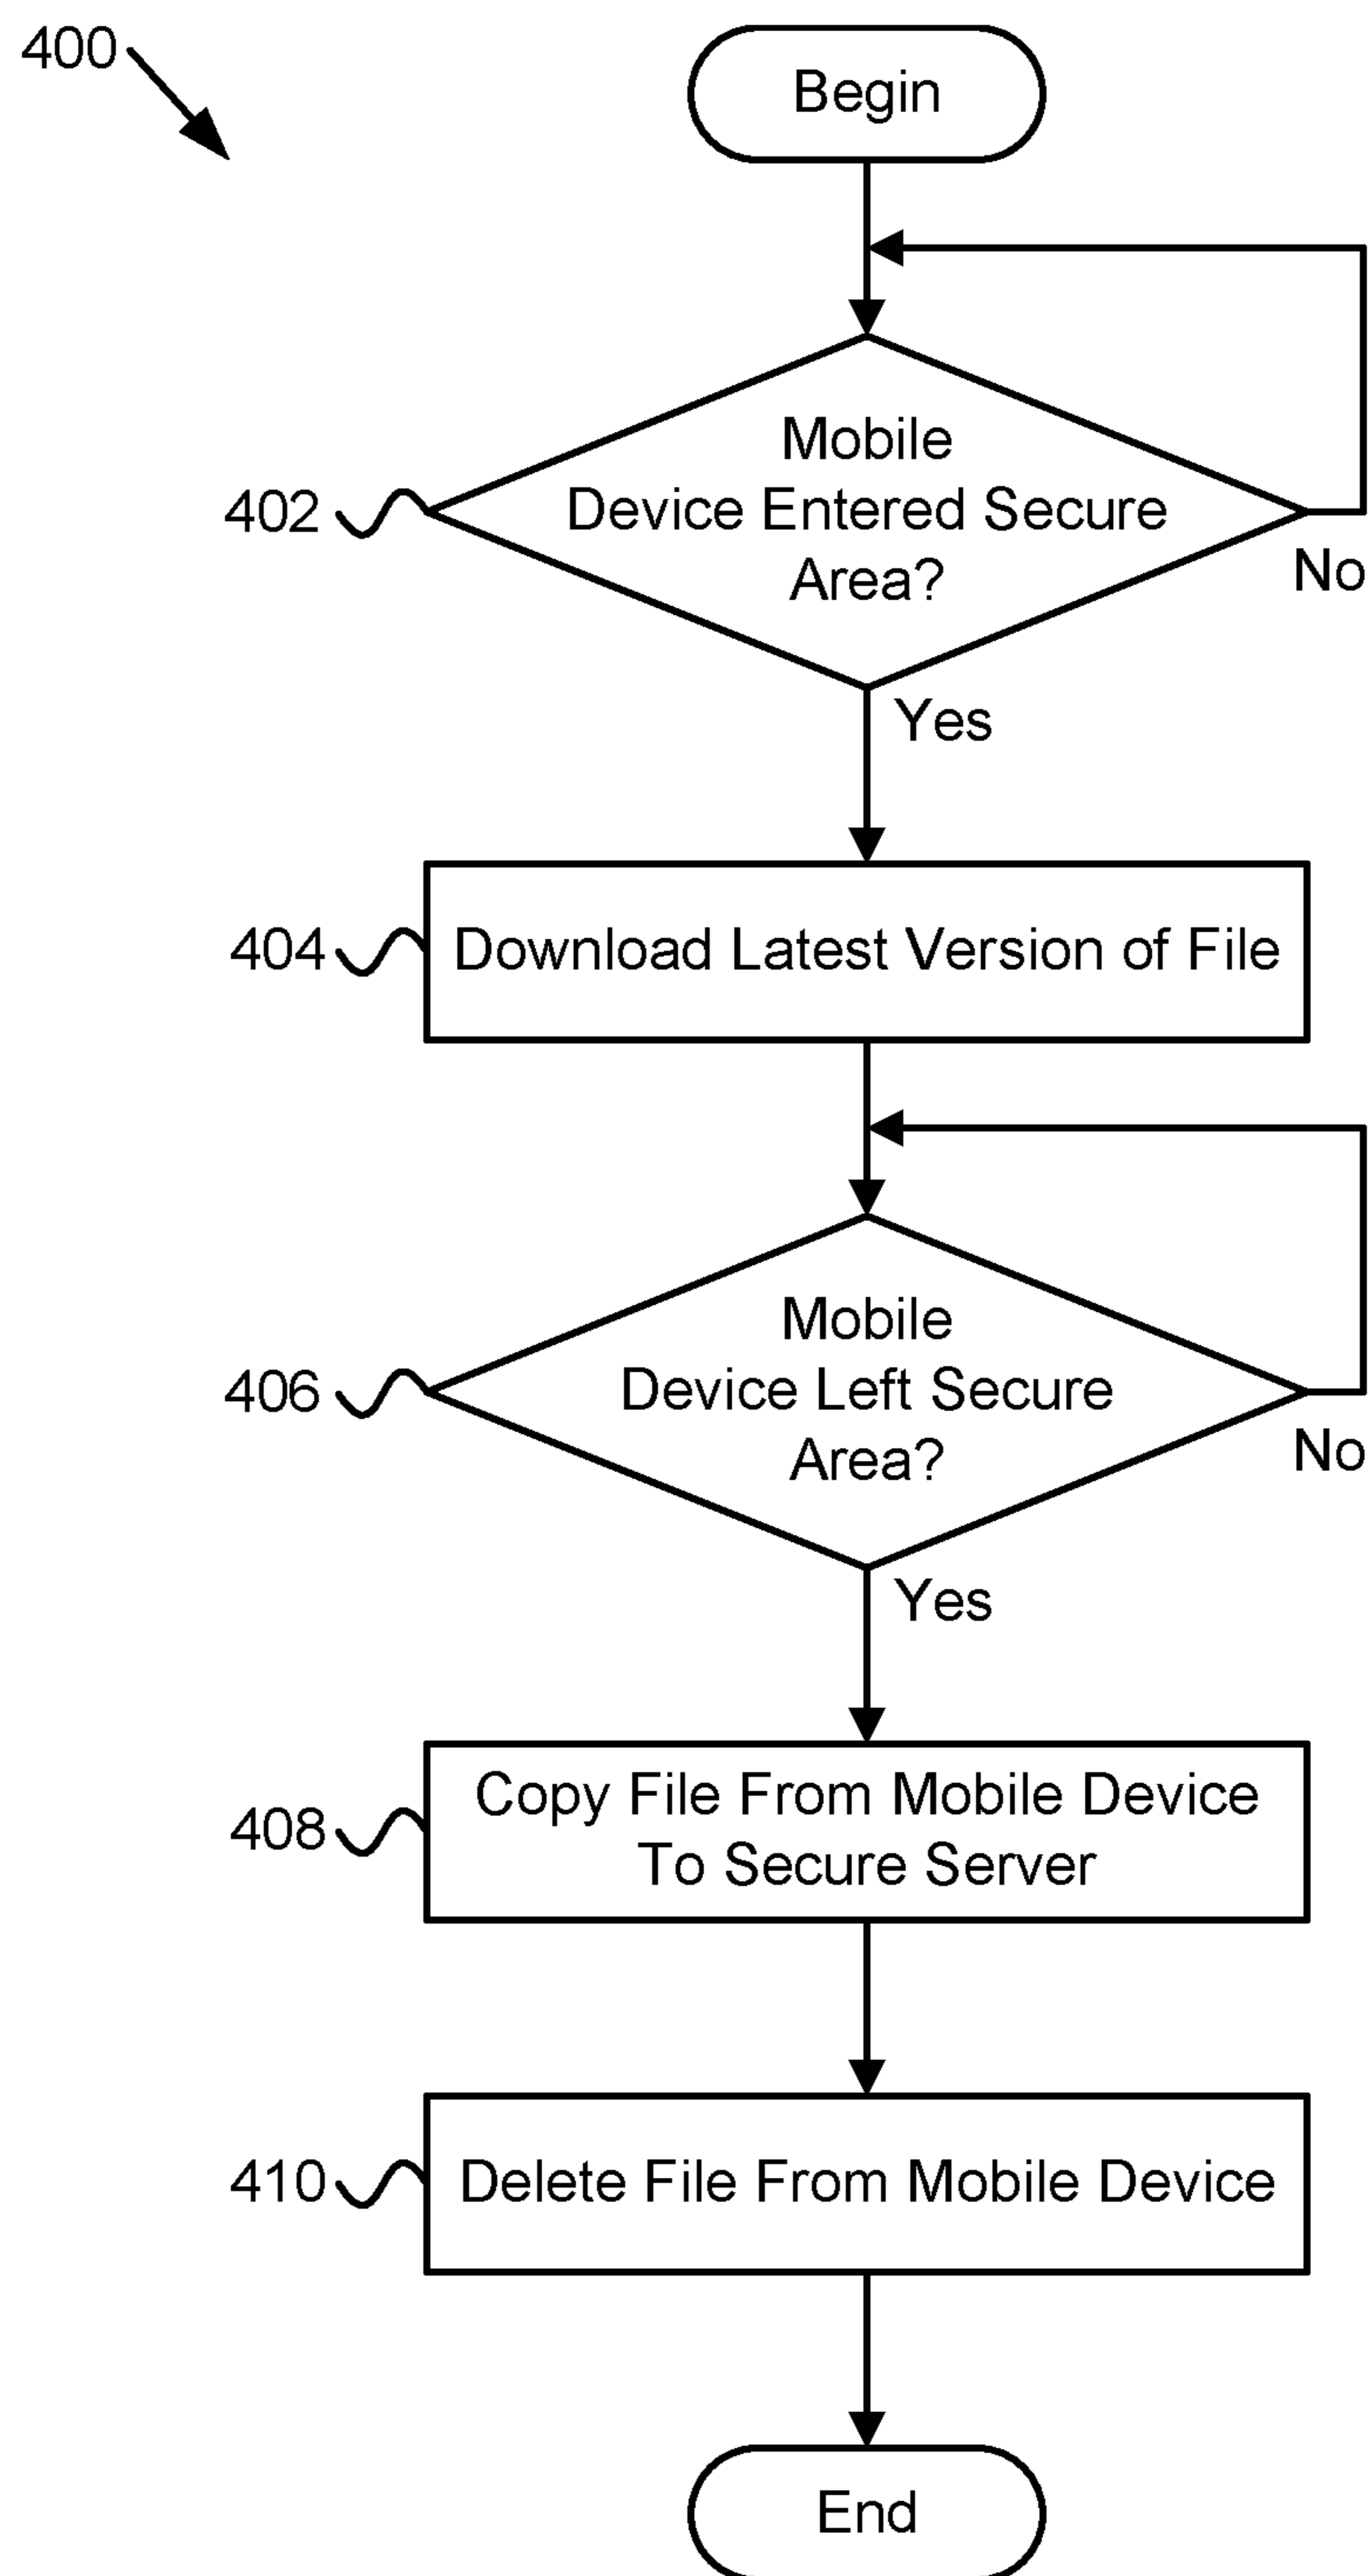 400
Begin
Mobile
Device Entered Secure
Area?
402
No
Yes
404
Download Latest Version of File
Mobile
Device Left Secure
Area?
406
No
Yes
Copy File From Mobile Device
To Secure Server
408
410
Delete File From Mobile Device
End